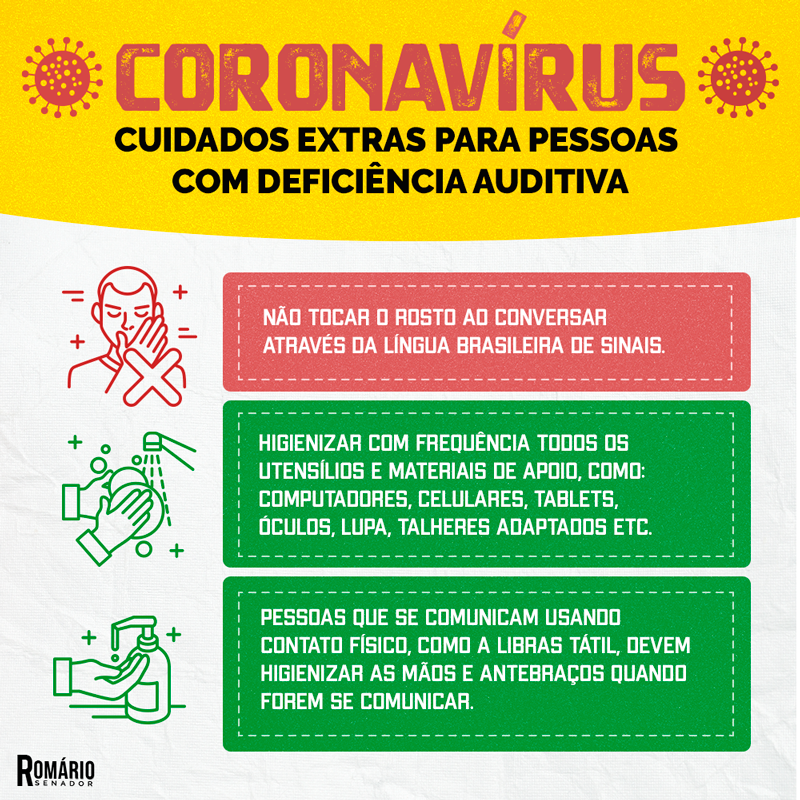 CORONAVÍRUS
CUIDADOS EXTRAS PARA PESSOAS
COM DEFICIÊNCIA AUDITIVA
NÃO TOCAR O ROSTO AO CONVERSAR
ATRAVÉS DA LÍNGUA BRASILEIRA DE SINAIS.
HIGIENIZAR COM FREQUÊNCIA TODOS OS
UTENSÍLIOS E MATERIAIS DE APOIO, COMO:
COMPUTADORES, CELULARES, TABLETS,
ÓCULOS, LUPA, TALHERES ADAPTADOS ETC.
PESSOAS QUE SE COMUNICAM USANDO
CONTATO FÍSICO, COMO A LIBRAS TÁTIL, DEVEM
HIGIENIZAR AS MÃOS E ANTEBRAÇOS QUANDO
FOREM SE COMUNICAR.
ROMÁRIO
SENADOR